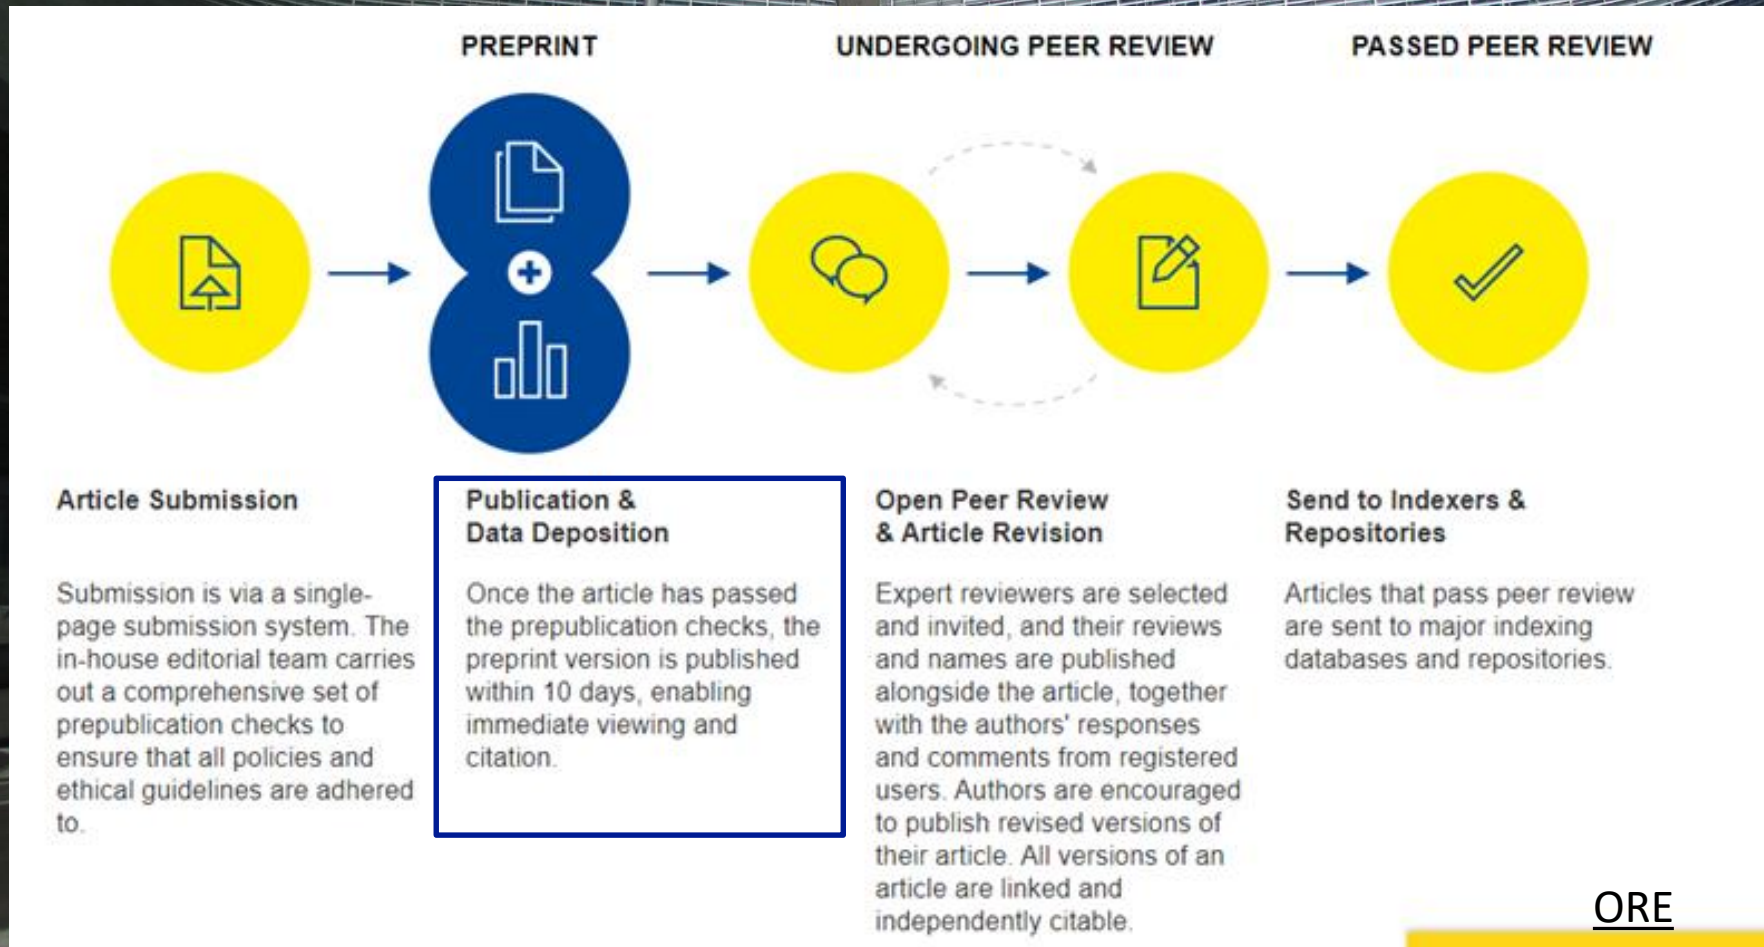 PREPRINT
UNDERGOING PEER REVIEW
PASSED PEER REVIEW
Article Submission
Submission is via a single-
page submission system. The
in-house editorial team carries
out a comprehensive set of
prepublication checks to
ensure that all policies and
ethical guidelines are adhered
to.
Publication &
Data Deposition
Once the article has passed
the prepublication checks, the
preprint version is published
within 10 days, enabling
immediate viewing and
citation.
Open Peer Review
& Article Revision
Expert reviewers are selected
and invited, and their reviews
and names are published
alongside the article, together
with the authors' responses
and comments from registered
users. Authors are encouraged
to publish revised versions of
their article. All versions of an
article are linked and
independently citable.
Send to Indexers &
Repositories
Articles that pass peer review
are sent to major indexing
databases and repositories.
ORE